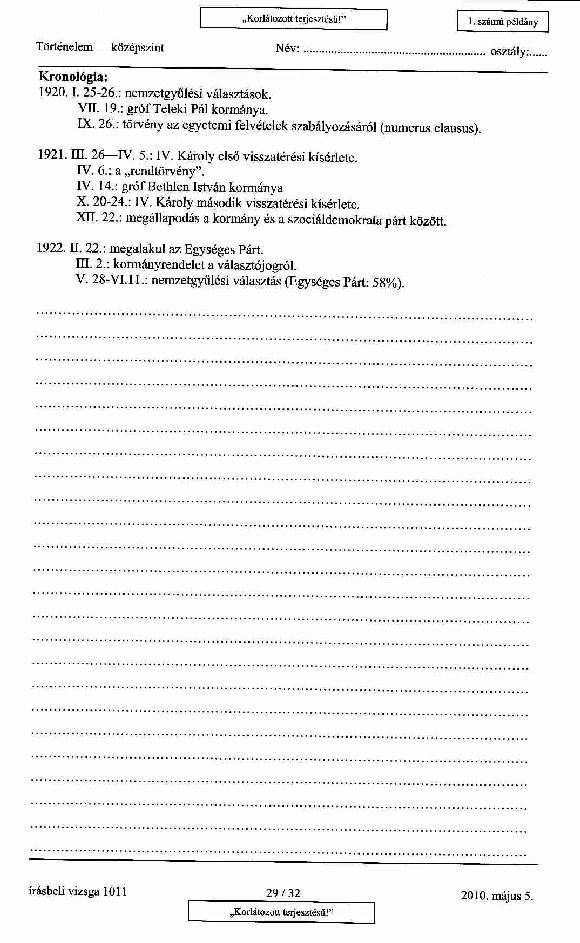 „Korlátozott terjesztésű!”
1. számú példány
Történelem középszint Név: .............................................................. osztály:......
Kronológia:
1920. I. 25-26.: nemzetgyűlési választások.
VII. 19.: gróf Teleki Pál kormánya.
IX. 26.: törvény az egyetemi felvételek szabályozásáról (numerus clausus).
1921. III. 26—IV. 5.: IV. Károly első visszatérési kísérlete.
IV. 6.: a „rendtörvény”.
IV. 14.: gróf Bethlen István kormánya
X. 20-24.: IV. Károly második visszatérési kísérlete.
XII. 22.: megállapodás a kormány és a szociáldemokrata párt között.
1922. II. 22.: megalakul az Egységes Párt.
III. 2.: kormányrendelet a választójogról.
V. 28-VI.11.: nemzetgyűlési választás (Egységes Párt: 58%).
írásbeli vizsga 1011 29 / 32 2010. május 5.
„Korlátozott terjesztésű!”